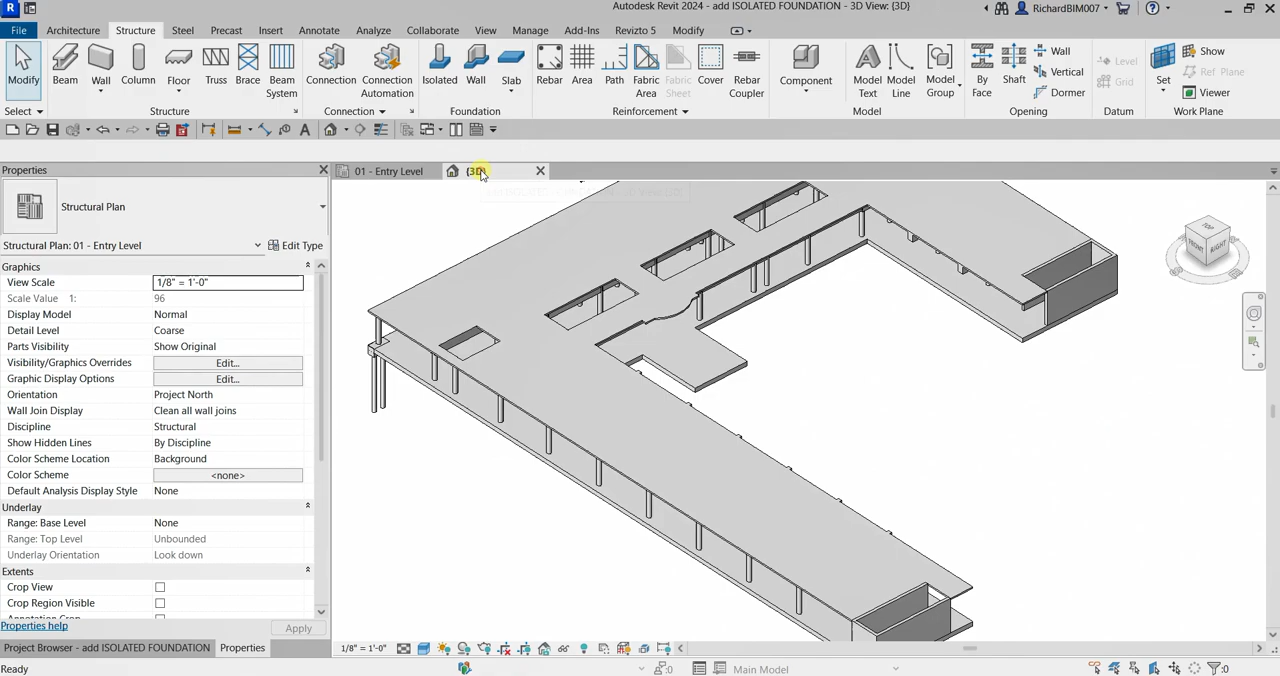 Autodesk Revit 2024 - add ISOLATED FOUNDATION - 3D View: {3D}
RichardBIM007
File Architecture Structure Steel Precast Insert Annotate Analyze Collaborate View Manage Add-Ins Revizto 5 Modify
Modify Beam Wall Column Floor Truss Brace Beam System Connection Connection Automation Isolated Wall Slab Rebar Area Path Fabric Area Fabric Sheet Cover Rebar Coupler Component Model Text Model Line Model Group By Face Shaft Wall Vertical Dormer Level Grid Set Show Ref Plane Viewer
Select Structure Connection Foundation Reinforcement Model Opening Datum Work Plane
Properties
01 - Entry Level
{3D}
Structural Plan
Structural Plan: 01 - Entry Level
Edit Type
Graphics
View Scale 1/8" = 1'-0"
Scale Value 1: 96
Display Model Normal
Detail Level Coarse
Parts Visibility Show Original
Visibility/Graphics Overrides Edit...
Graphic Display Options Edit...
Orientation Project North
Wall Join Display Clean all wall joins
Discipline Structural
Show Hidden Lines By Discipline
Color Scheme Location Background
Color Scheme <none>
Default Analysis Display Style None
Underlay
Range: Base Level None
Range: Top Level Unbounded
Underlay Orientation Look down
Extents
Crop View
Crop Region Visible
Properties help
Apply
Project Browser - add ISOLATED FOUNDATION
Properties
1/8" = 1'-0"
Ready
:0
Main Model
:0
TOP
FRONT
RIGHT